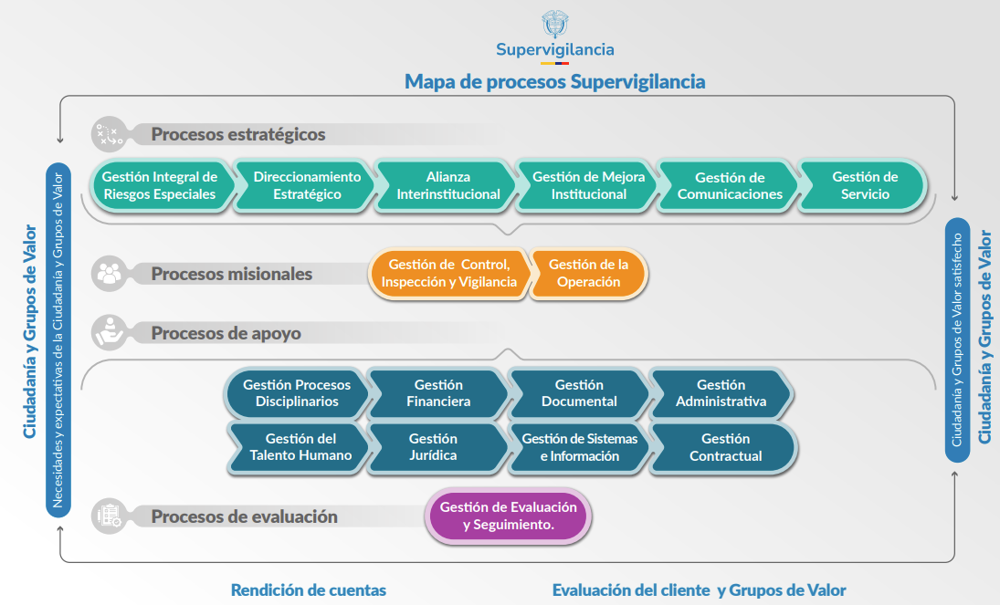 Supervigilancia
Mapa de procesos Supervigilancia
Procesos estratégicos
Gestión Integral de
Riesgos Especiales
Direccionamiento
Estratégico
Alianza
Interinstitucional
Gestión de Mejora
Institucional
Gestión de
Comunicaciones
Gestión de
Servicio
Ciudadanía y Grupos de Valor
Necesidades y expectativas de la Ciudadanía y Grupos de Valor
Procesos misionales
Gestión de Control,
Inspección y Vigilancia
Gestión de la
Operación
Procesos de apoyo
Gestión Procesos
Disciplinarios
Gestión
Financiera
Gestión
Documental
Gestión
Administrativa
Gestión del
Talento Humano
Gestión
Jurídica
Gestión de Sistemas
e Información
Gestión
Contractual
Ciudadanía y Grupos de Valor satisfecho
Ciudadanía y Grupos de Valor
Procesos de evaluación
Gestión de Evaluación
y Seguimiento.
Rendición de cuentas
Evaluación del cliente y Grupos de Valor